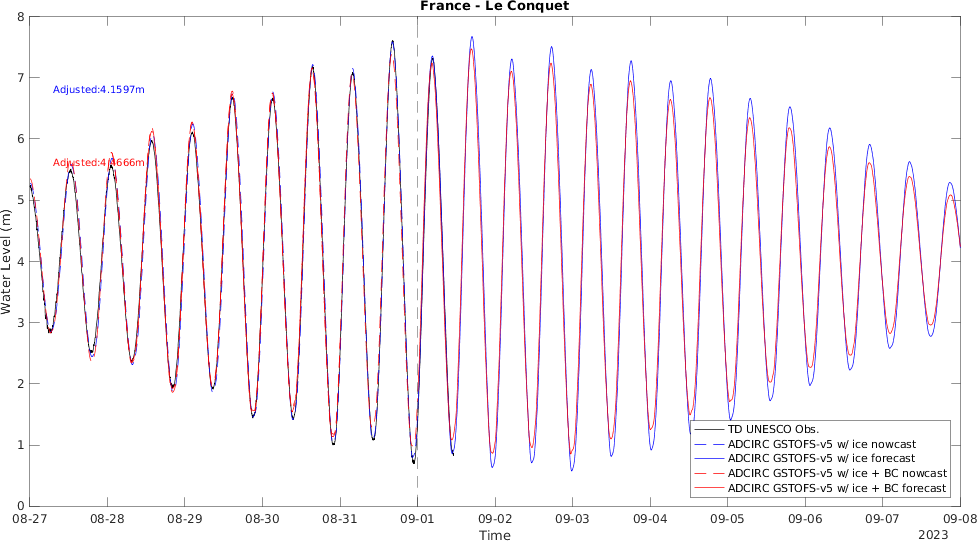 France - Le Conquet
8
7
6
5
4
3
2
1
0
Water Level (m)
Adjusted:4.1597m
TD UNESCO Obs.
ADCIRC GSTOFS-v5 w/ ice nowcast
ADCIRC GSTOFS-v5 w/ ice forecast
ADCIRC GSTOFS-v5 w/ ice + BC nowcast
ADCIRC GSTOFS-v5 w/ ice + BC forecast
08-27 08-28 08-29 08-30 08-31 09-01 09-02 09-03 09-04 09-05 09-06 09-07 09-08
Time
2023